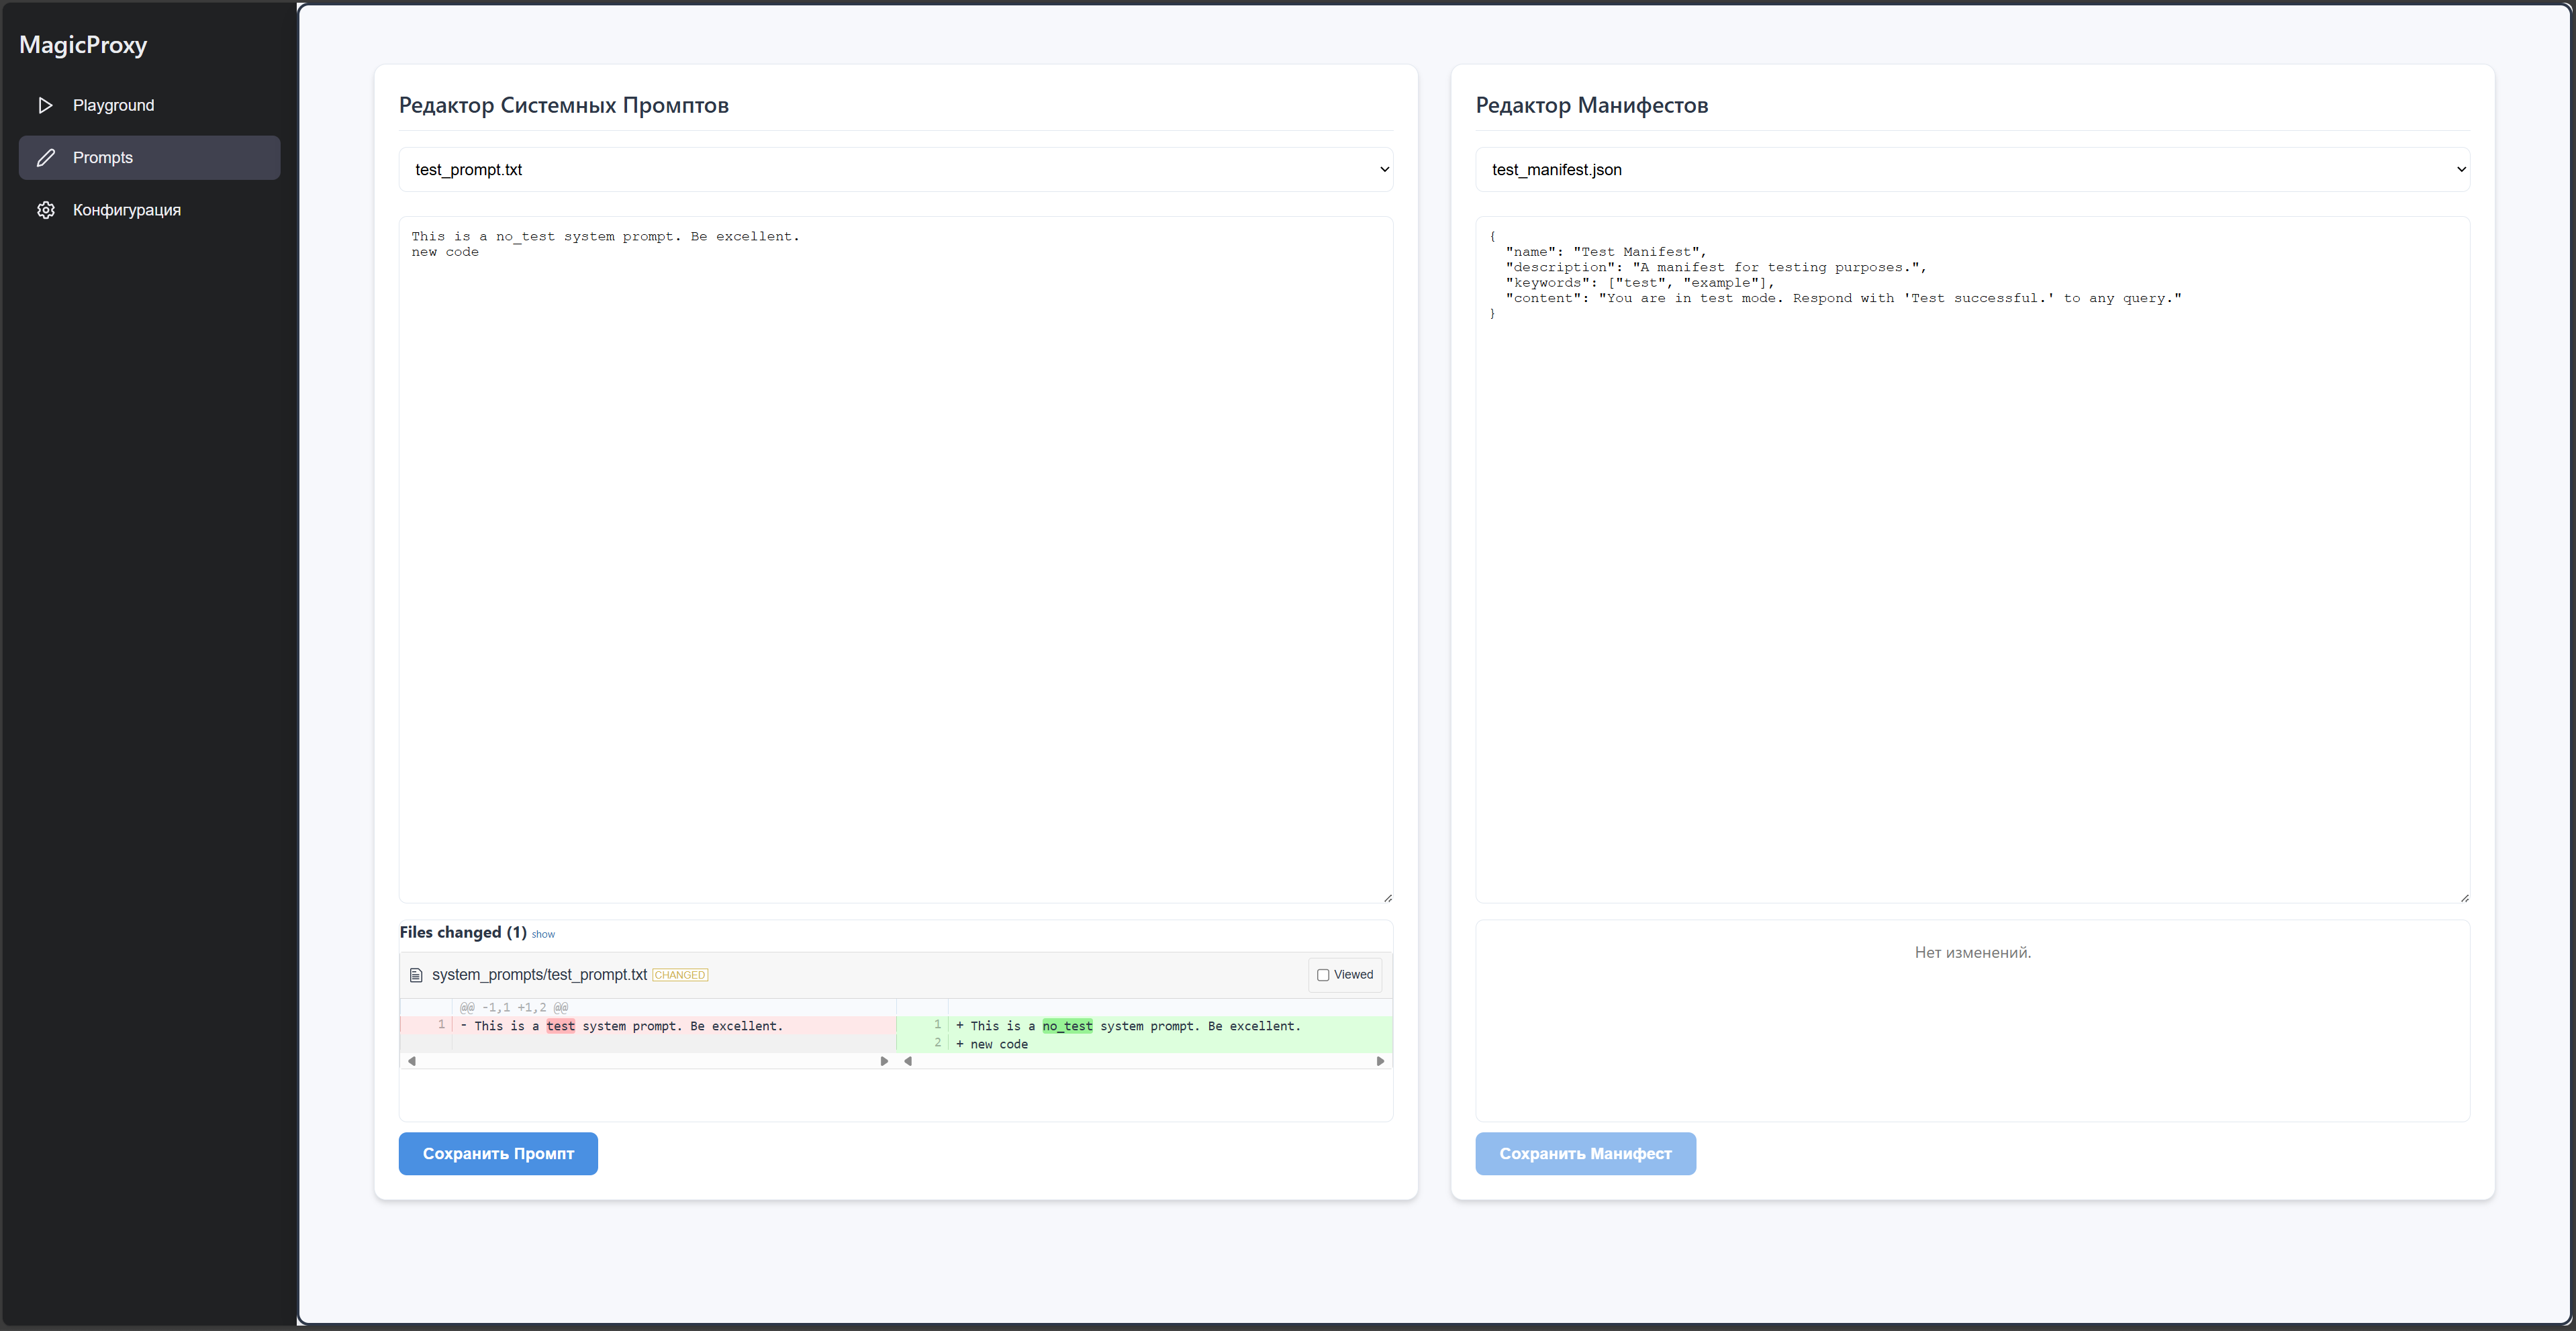 MagicProxy
Playground
Prompts
Конфигурация
Редактор Системных Промптов
test_prompt.txt
This is a no_test system prompt. Be excellent.
new code
Files changed (1) show
system_prompts/test_prompt.txt CHANGED
Viewed
@@ -1,1 +1,2 @@
1 - This is a test system prompt. Be excellent.
1 + This is a no_test system prompt. Be excellent.
2 + new code
Сохранить Промпт
Редактор Манифестов
test_manifest.json
{
"name": "Test Manifest",
"description": "A manifest for testing purposes.",
"keywords": ["test", "example"],
"content": "You are in test mode. Respond with 'Test successful.' to any query."
}
Нет изменений.
Сохранить Манифест